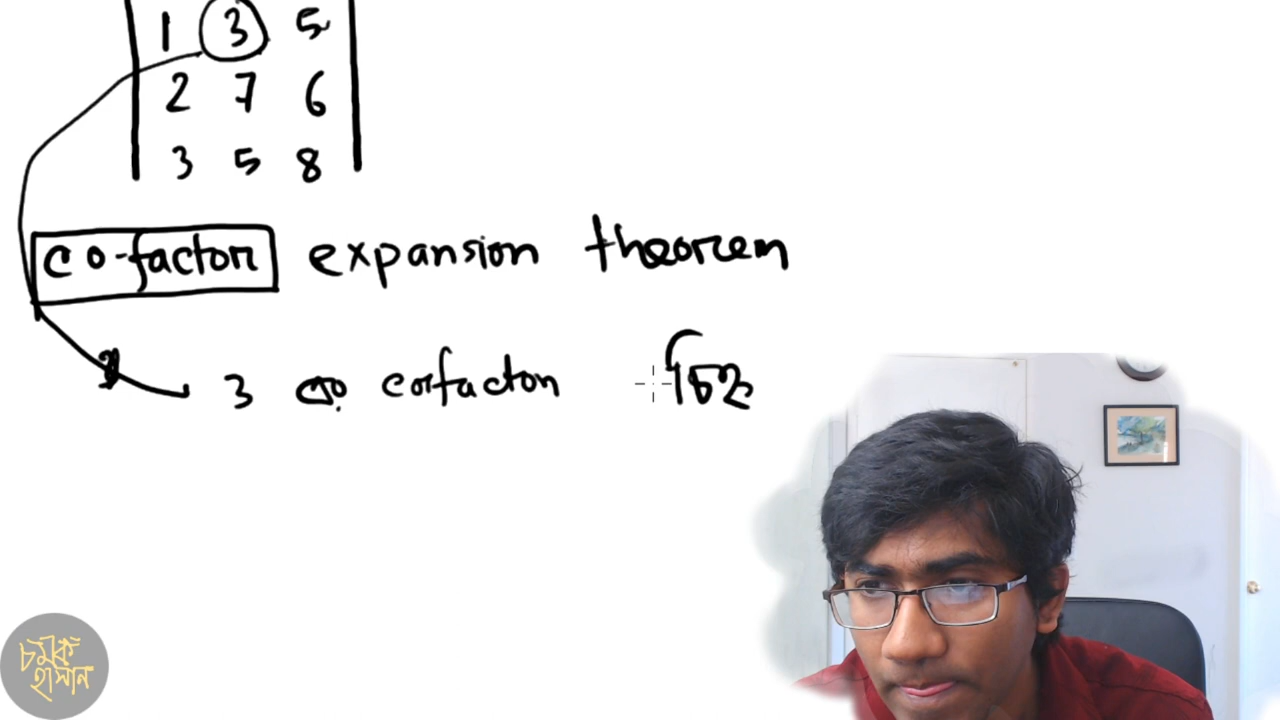 1 3 5
2 7 6
3 5 8
co-factor expansion theorem
3 এর cofactor চিহ্ন
চমক
হাসান